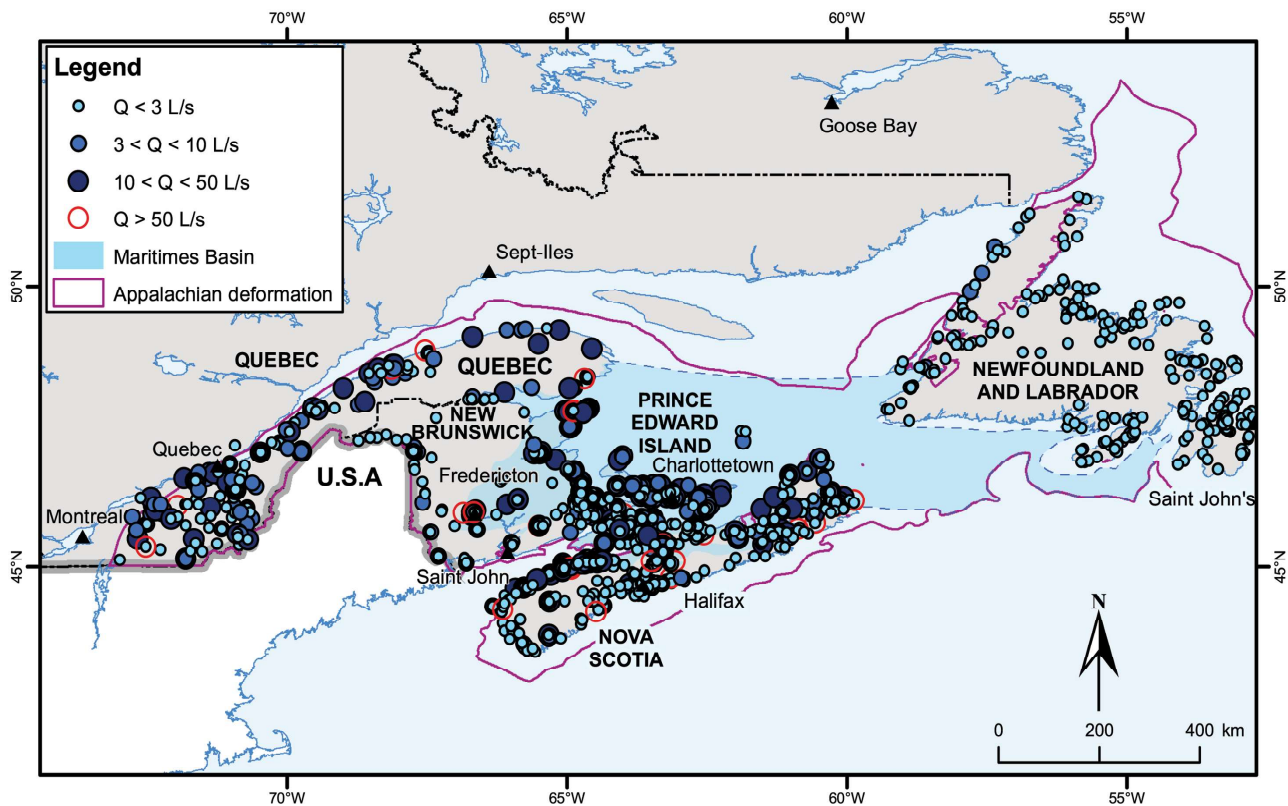 70°W
65°W
60°W
55°W
Legend
Q < 3 L/s
3 < Q < 10 L/s
10 < Q < 50 L/s
Q > 50 L/s
Maritimes Basin
Appalachian deformation
Goose Bay
Sept-Iles
50°N
50°N
QUEBEC
QUEBEC
NEWFOUNDLAND
AND LABRADOR
PRINCE
EDWARD
ISLAND
NEW
BRUNSWICK
Quebec
U.S.A
Fredericton
Charlottetown
Saint John's
Montreal
45°N
45°N
Saint John
Halifax
NOVA
SCOTIA
N
0 200 400 km
70°W
65°W
60°W
55°W